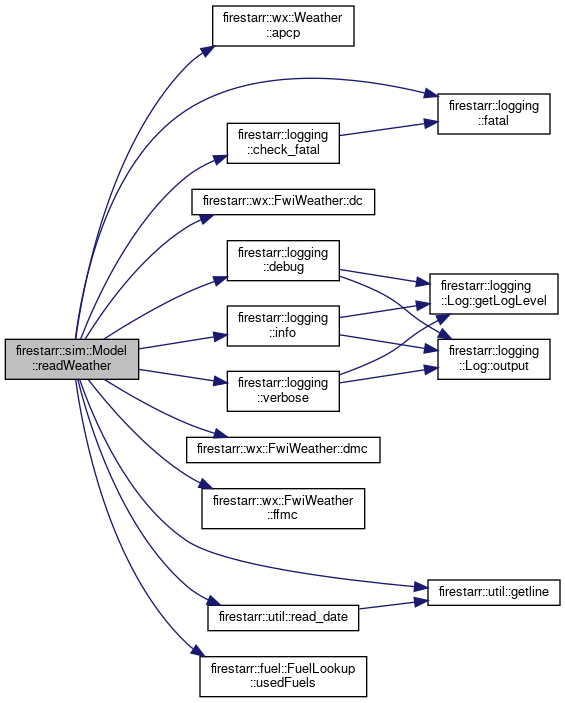 firestarr::wx::Weather
::apcp
firestarr::logging
::fatal
firestarr::logging
::check_fatal
firestarr::wx::FwiWeather::dc
firestarr::logging
::debug
firestarr::logging
::Log::getLogLevel
firestarr::logging
::info
firestarr::sim::Model
::readWeather
firestarr::logging
::Log::output
firestarr::logging
::verbose
firestarr::wx::FwiWeather::dmc
firestarr::wx::FwiWeather
::ffmc
firestarr::util::getline
firestarr::util::read_date
firestarr::fuel::FuelLookup
::usedFuels